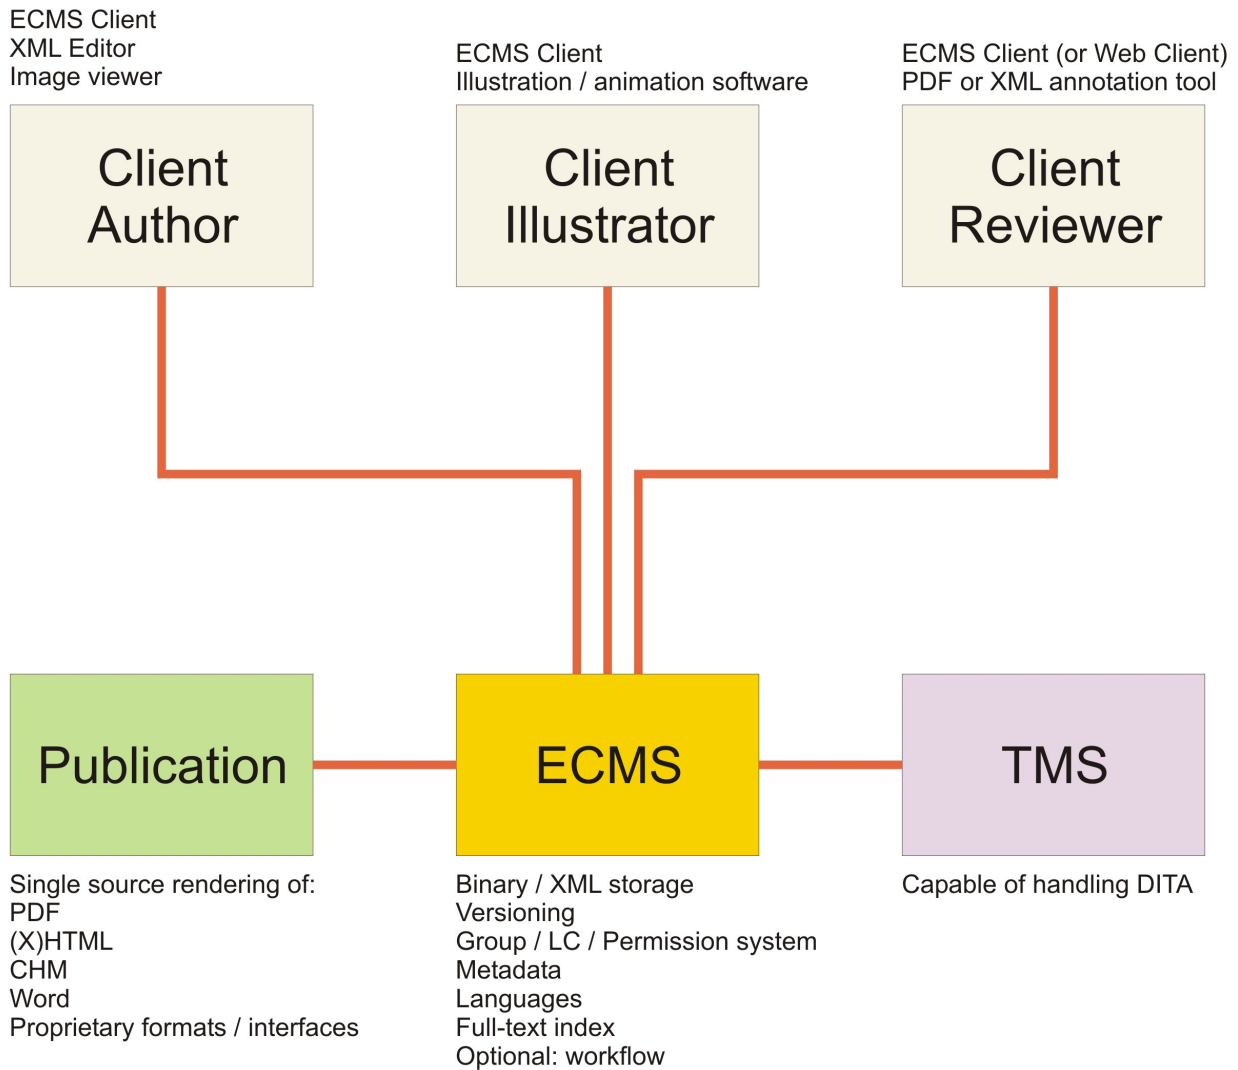 ECMS Client
XML Editor
Image viewer
ECMS Client
Illustration / animation software
ECMS Client (or Web Client)
PDF or XML annotation tool
Client
Author
Client
Illustrator
Client
Reviewer
Publication
ECMS
TMS
Single source rendering of:
PDF
(X)HTML
CHM
Word
Proprietary formats / interfaces
Binary / XML storage
Versioning
Group / LC / Permission system
Metadata
Languages
Full-text index
Optional: workflow
Capable of handling DITA